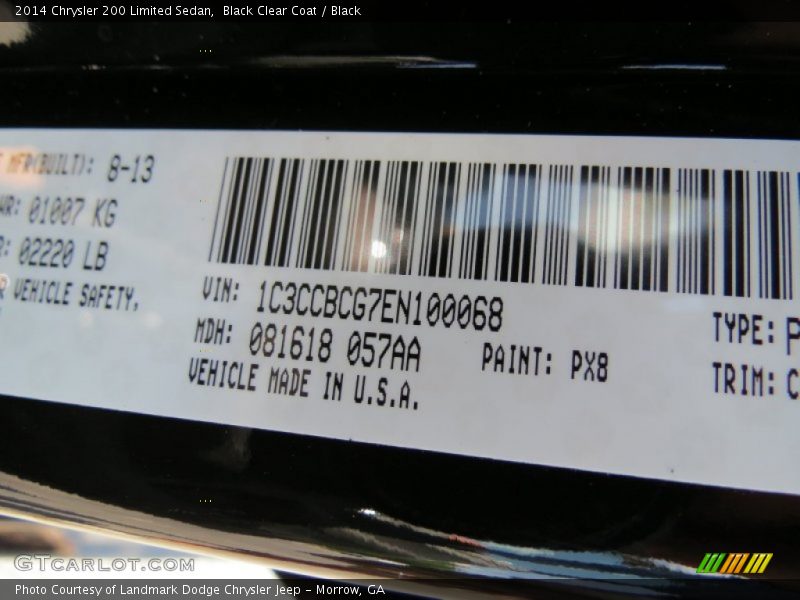 2014 Chrysler 200 Limited Sedan,  Black Clear Coat / Black
MFR(BUILT): 8-13
01007 KG
02220 LB
VEHICLE SAFETY,
VIN: 1C3CCBCG7EN100068
MDH: 081618 057AA
PAINT: PX8
VEHICLE MADE IN U.S.A.
TYPE:
TRIM:
GTCARLOT.COM
Photo Courtesy of Landmark Dodge Chrysler Jeep - Morrow, GA